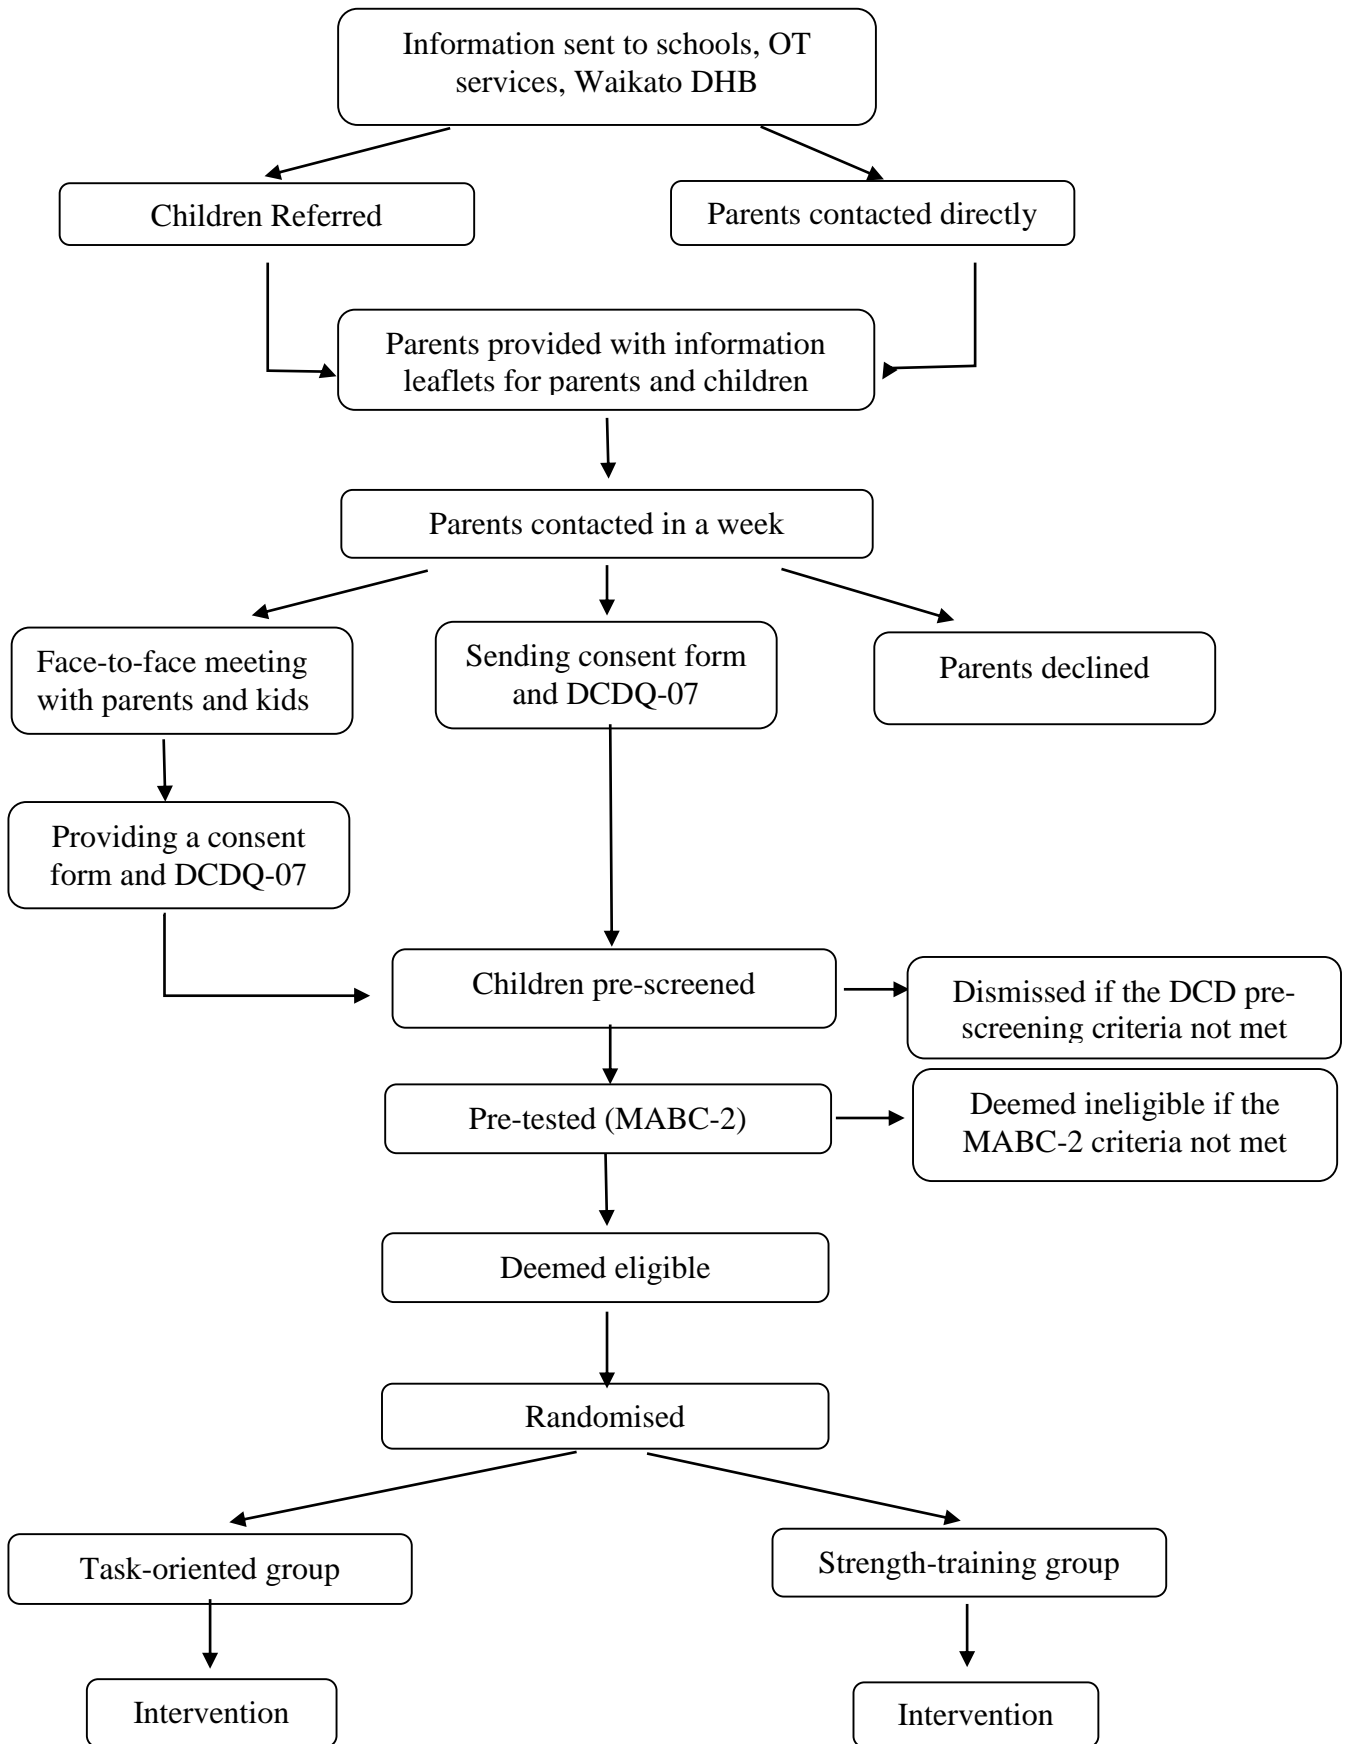 Information sent to schools, OT
services, Waikato DHB
Children Referred
Parents contacted directly
Parents provided with information
leaflets for parents and children
Parents contacted in a week
Face-to-face meeting
with parents and kids
Sending consent form
and DCDQ-07
Parents declined
Providing a consent
form and DCDQ-07
Children pre-screened
Dismissed if the DCD pre-
screening criteria not met
Pre-tested (MABC-2)
Deemed ineligible if the
MABC-2 criteria not met
Deemed eligible
Randomised
Task-oriented group
Strength-training group
Intervention
Intervention